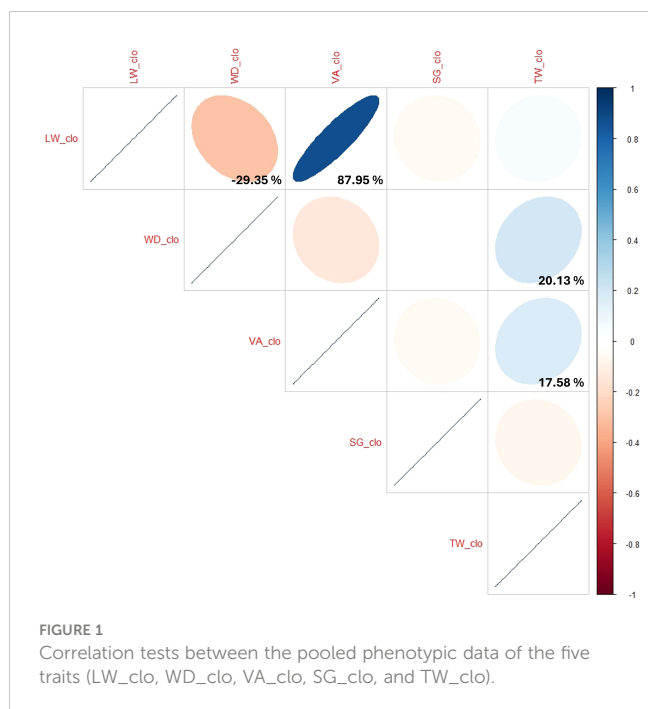 LW_clo
WD_clo
VA_clo
SG_clo
TW_clo
LW_clo
-29.35 %
87.95 %
WD_clo
20.13 %
VA_clo
17.58 %
SG_clo
TW_clo
1
0.8
0.6
0.4
0.2
0
-0.2
-0.4
-0.6
-0.8
-1
FIGURE 1
Correlation tests between the pooled phenotypic data of the five
traits (LW_clo, WD_clo, VA_clo, SG_clo, and TW_clo).